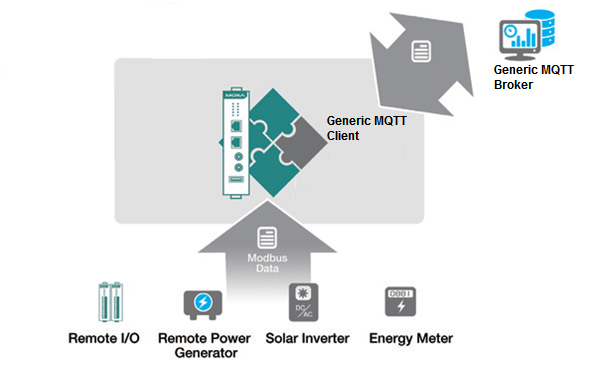 Generic MQTT
Broker
MOXA
Generic MQTT
Client
Modbus
Data
DC/
AC
0881
Remote I/O
Remote Power
Generator
Solar Inverter
Energy Meter